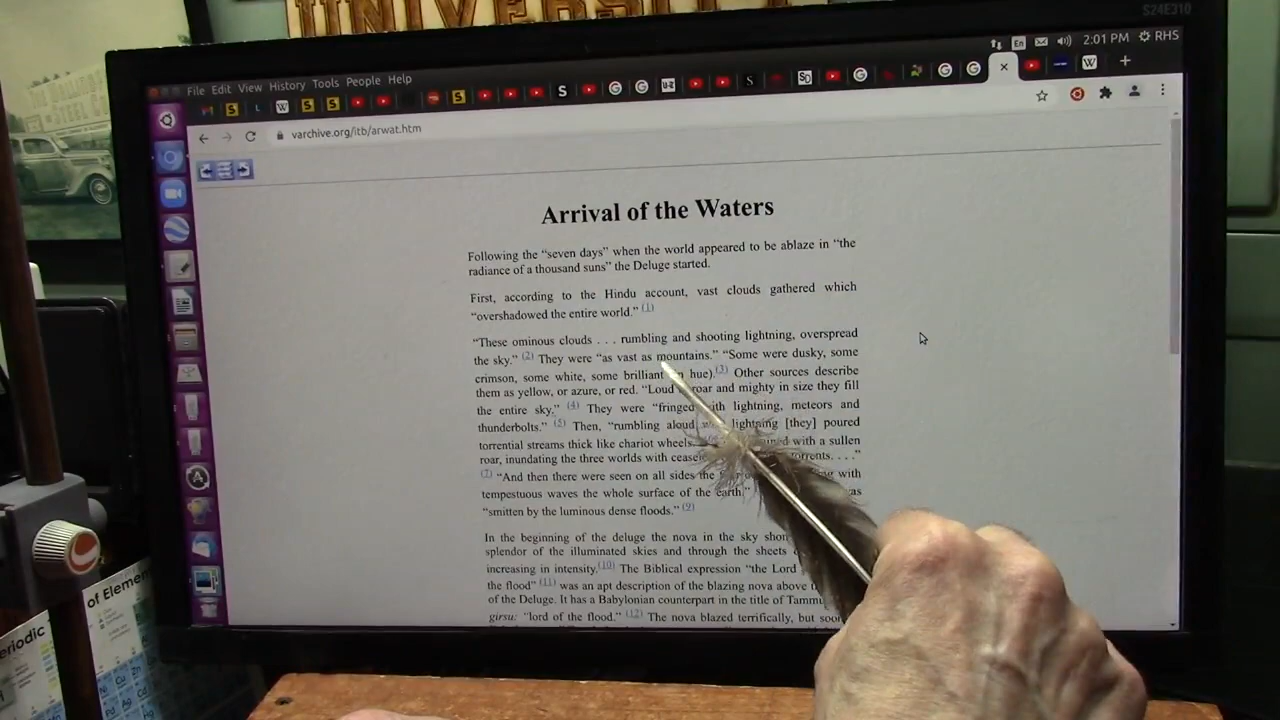 UNIVERSITY
S24E310
File Edit View History Tools People Help
En 2:01 PM RHS
varchive.org/itb/arwat.htm
Arrival of the Waters
Following the “seven days” when the world appeared to be ablaze in “the
radiance of a thousand suns” the Deluge started.
First, according to the Hindu account, vast clouds gathered which
“overshadowed the entire world.” (1)
“These ominous clouds . . . rumbling and shooting lightning, overspread
the sky.” (2) They were “as vast as mountains.” “Some were dusky, some
crimson, some white, some brilliant hue).(3) Other sources describe
them as yellow, or azure, or red. “Loud roar and mighty in size they fill
the entire sky.” (4) They were “fringed with lightning, meteors and
thunderbolts.” (5) Then, “rumbling aloud lightning [they] poured
torrential streams thick like chariot wheels. with a sullen
roar, inundating the three worlds with torrents. . . .”
(7) “And then there were seen on all sides the with
tempestuous waves the whole surface of the earth.”
“smitten by the luminous dense floods.” (9)
In the beginning of the deluge the nova in the sky
splendor of the illuminated skies and through the sheets
increasing in intensity.(10) The Biblical expression “the Lord
the flood” (11) was an apt description of the blazing nova above
of the Deluge. It has a Babylonian counterpart in the title of
girsu: “lord of the flood.” (12) The nova blazed terrifically, but
of Elemen
eriodic